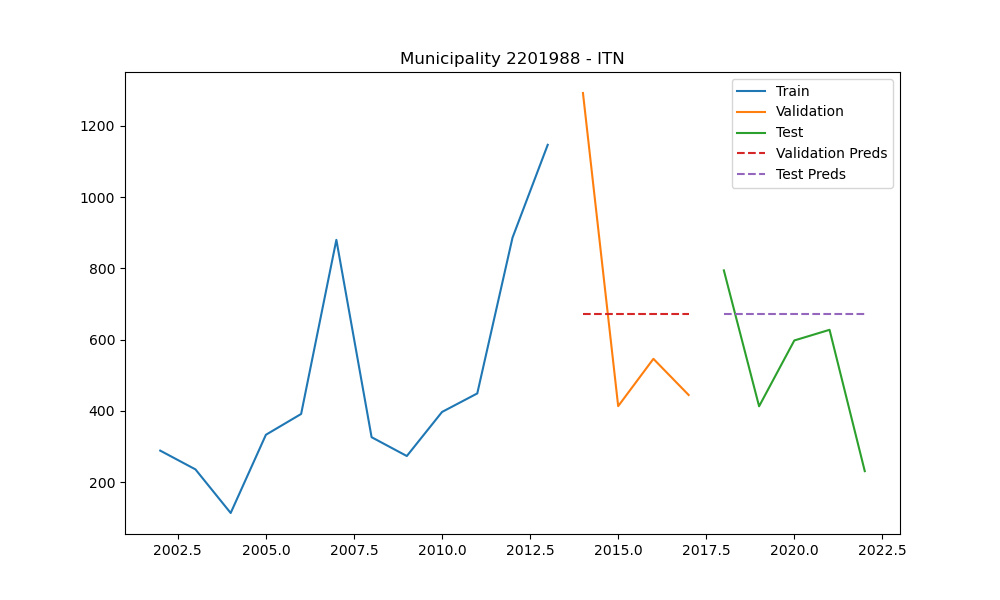 Municipality 2201988 - ITN
Train
Validation
Test
Validation Preds
Test Preds
1200
1000
800
600
400
200
2002.5 2005.0 2007.5 2010.0 2012.5 2015.0 2017.5 2020.0 2022.5